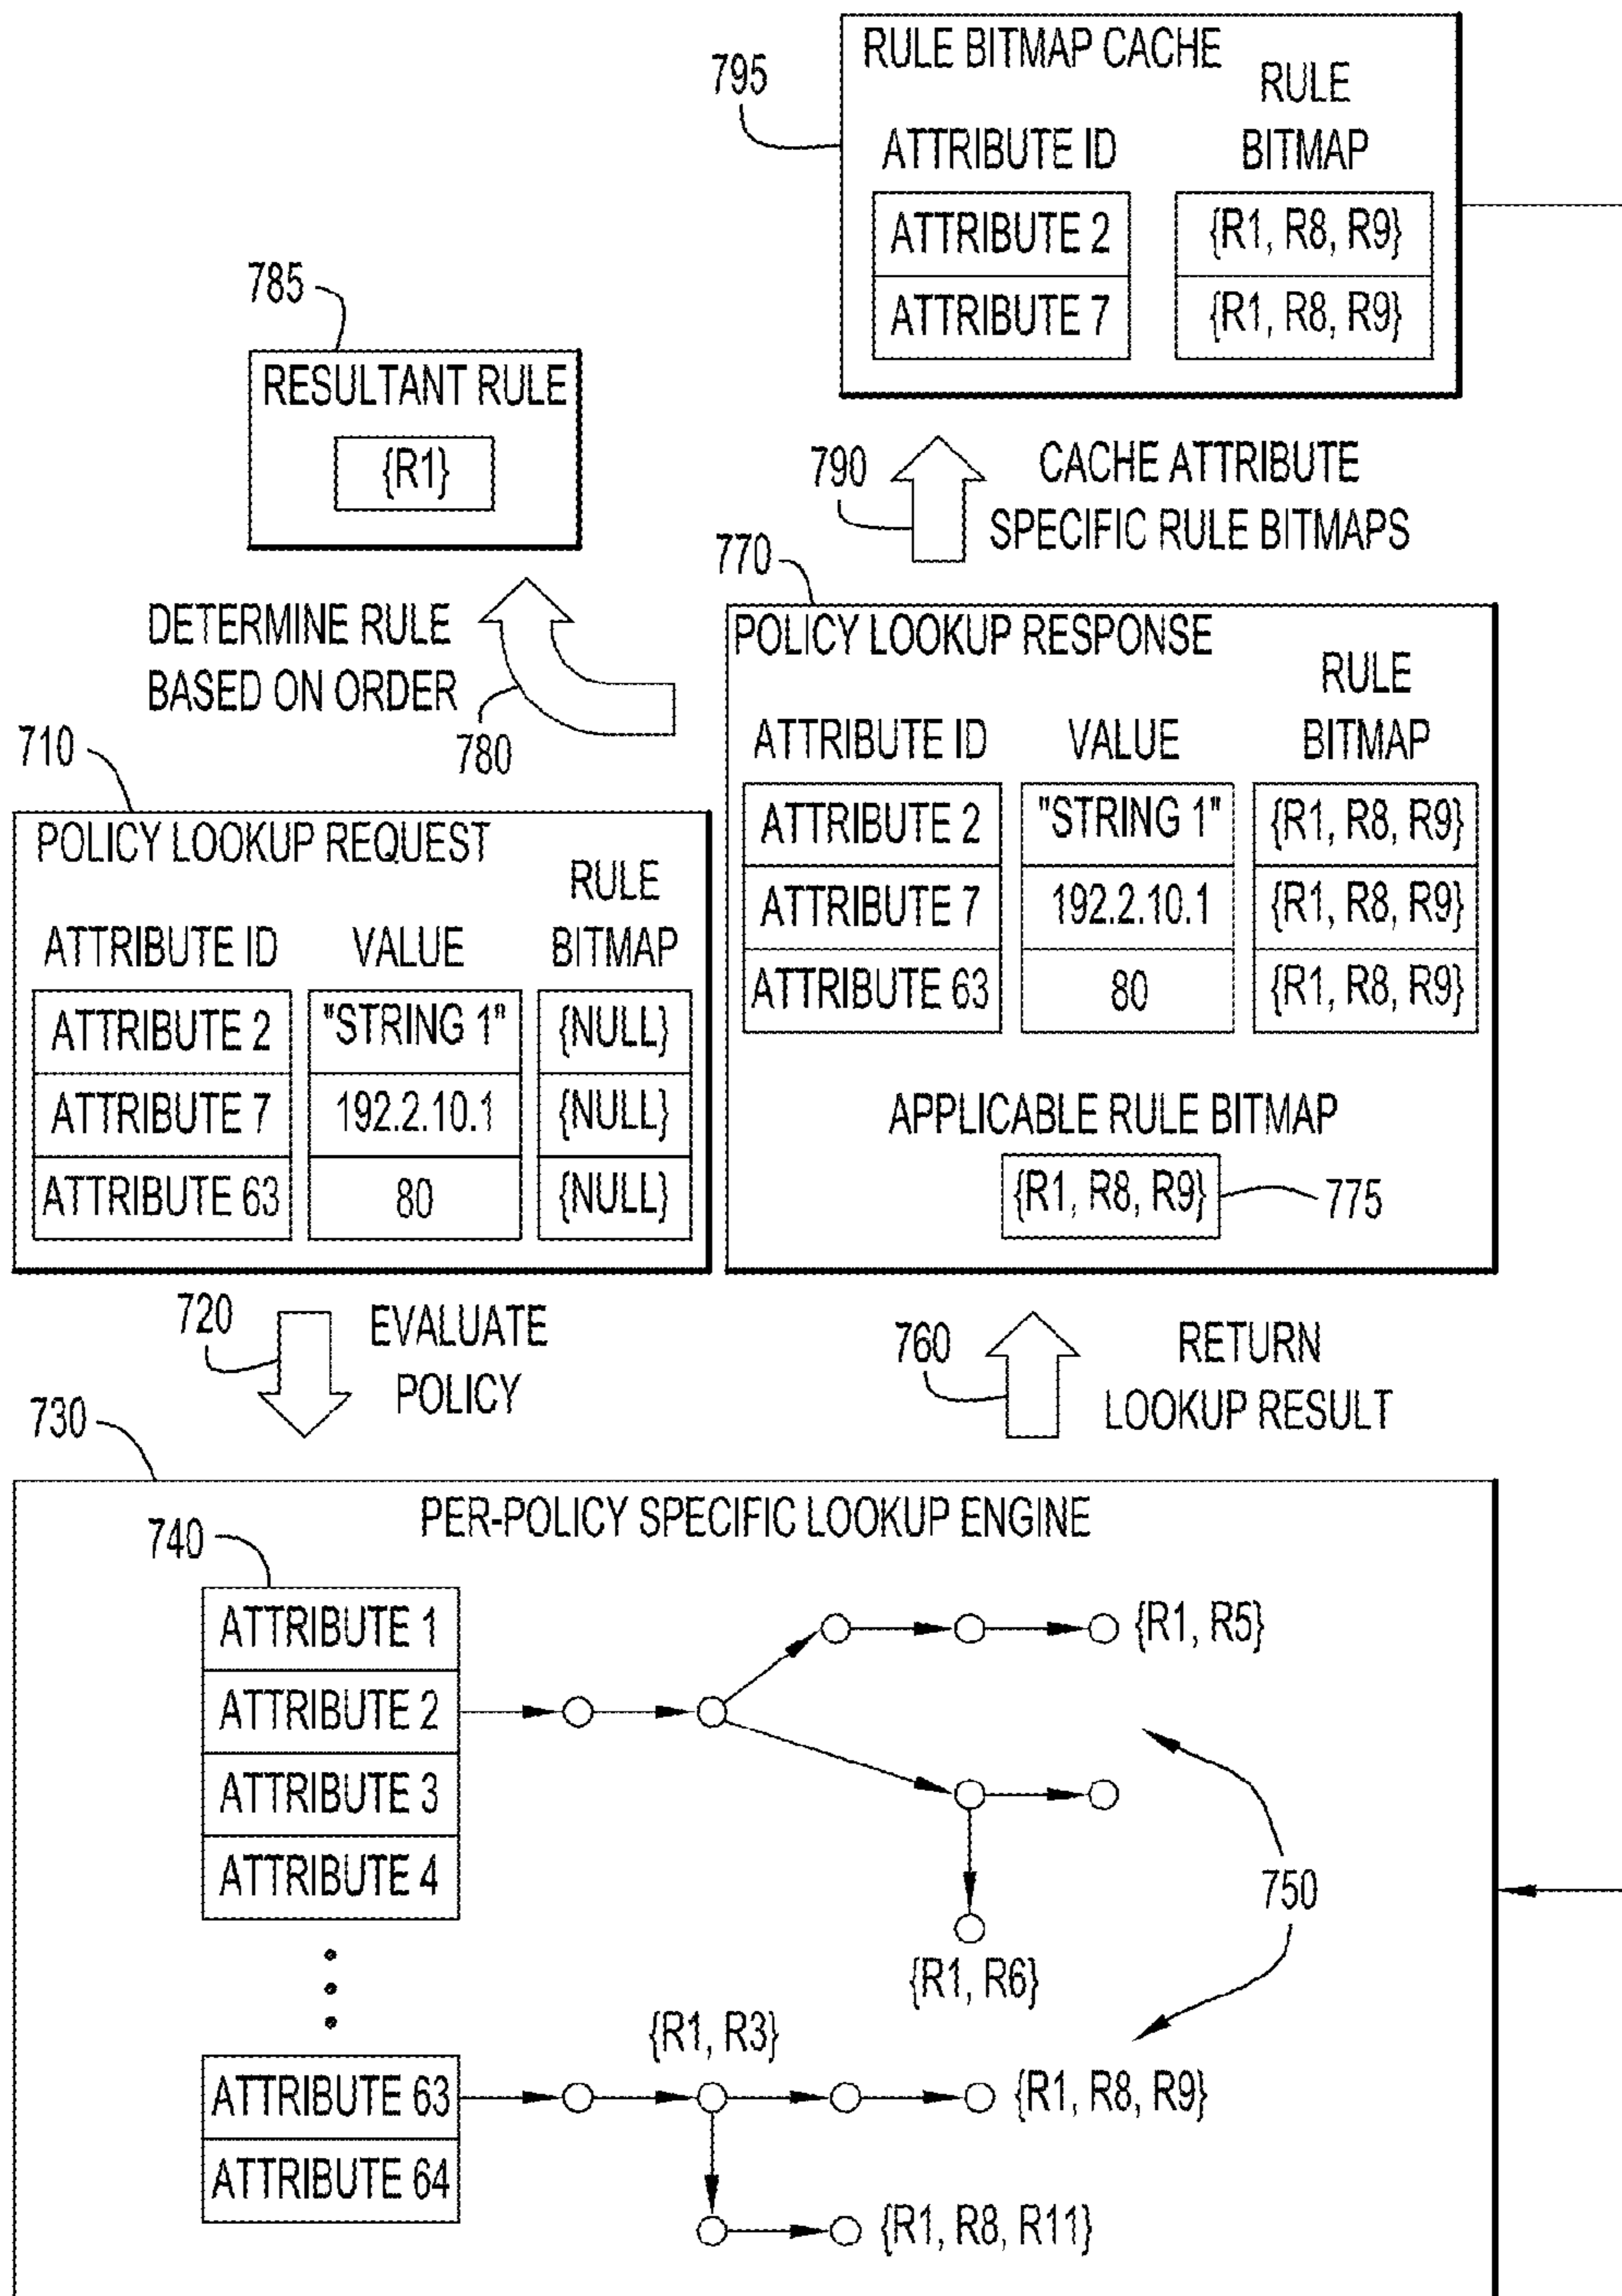 795
RULE BITMAP CACHE
RULE
ATTRIBUTE ID BITMAP
ATTRIBUTE 2 {R1, R8, R9}
ATTRIBUTE 7 {R1, R8, R9}
785
RESULTANT RULE
{R1}
790
CACHE ATTRIBUTE
SPECIFIC RULE BITMAPS
DETERMINE RULE
BASED ON ORDER
780
770
POLICY LOOKUP RESPONSE
RULE
ATTRIBUTE ID VALUE BITMAP
ATTRIBUTE 2 "STRING 1" {R1, R8, R9}
ATTRIBUTE 7 192.2.10.1 {R1, R8, R9}
ATTRIBUTE 63 80 {R1, R8, R9}
APPLICABLE RULE BITMAP
{R1, R8, R9} 775
710
POLICY LOOKUP REQUEST
RULE
ATTRIBUTE ID VALUE BITMAP
ATTRIBUTE 2 "STRING 1" {NULL}
ATTRIBUTE 7 192.2.10.1 {NULL}
ATTRIBUTE 63 80 {NULL}
720
EVALUATE
POLICY
760
RETURN
LOOKUP RESULT
730
PER-POLICY SPECIFIC LOOKUP ENGINE
740
ATTRIBUTE 1
{R1, R5}
ATTRIBUTE 2
ATTRIBUTE 3
ATTRIBUTE 4
750
{R1, R6}
{R1, R3}
ATTRIBUTE 63
{R1, R8, R9}
ATTRIBUTE 64
{R1, R8, R11}